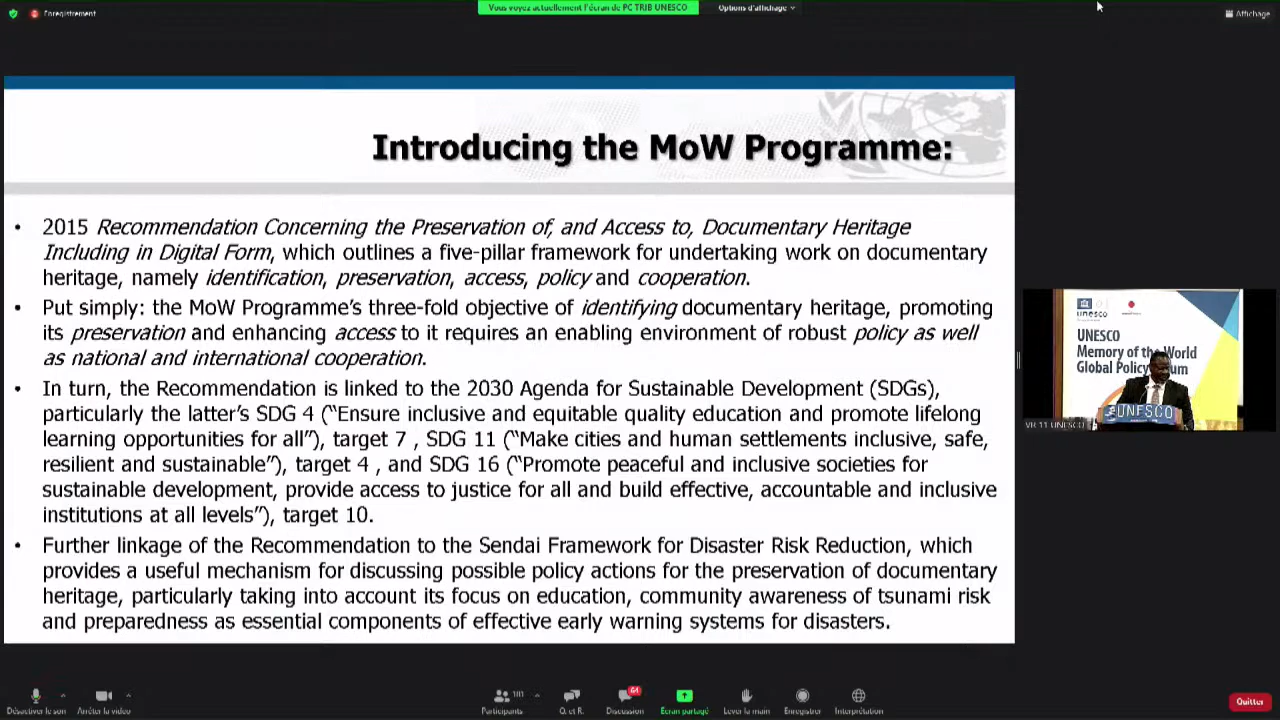 Enregistrement
Vous voyez actuellement l'écran de PC TRIB UNESCO
Options d'affichage
Affichage
Introducing the MoW Programme:
• 2015 Recommendation Concerning the Preservation of, and Access to, Documentary Heritage
Including in Digital Form, which outlines a five-pillar framework for undertaking work on documentary
heritage, namely identification, preservation, access, policy and cooperation.
• Put simply: the MoW Programme's three-fold objective of identifying documentary heritage, promoting
its preservation and enhancing access to it requires an enabling environment of robust policy as well
as national and international cooperation.
• In turn, the Recommendation is linked to the 2030 Agenda for Sustainable Development (SDGs),
particularly the latter's SDG 4 ("Ensure inclusive and equitable quality education and promote lifelong
learning opportunities for all"), target 7 , SDG 11 ("Make cities and human settlements inclusive, safe,
resilient and sustainable"), target 4 , and SDG 16 ("Promote peaceful and inclusive societies for
sustainable development, provide access to justice for all and build effective, accountable and inclusive
institutions at all levels"), target 10.
• Further linkage of the Recommendation to the Sendai Framework for Disaster Risk Reduction, which
provides a useful mechanism for discussing possible policy actions for the preservation of documentary
heritage, particularly taking into account its focus on education, community awareness of tsunami risk
and preparedness as essential components of effective early warning systems for disasters.
unesco
UNESCO
Memory of the World
Global Policy
UNESCO
VR 11 UNESCO
Désactiver le son
Arrêter la vidéo
Participants
Q. et R.
64
Discussion
Écran partagé
Lever la main
Enregistrer
Interprétation
Quitter